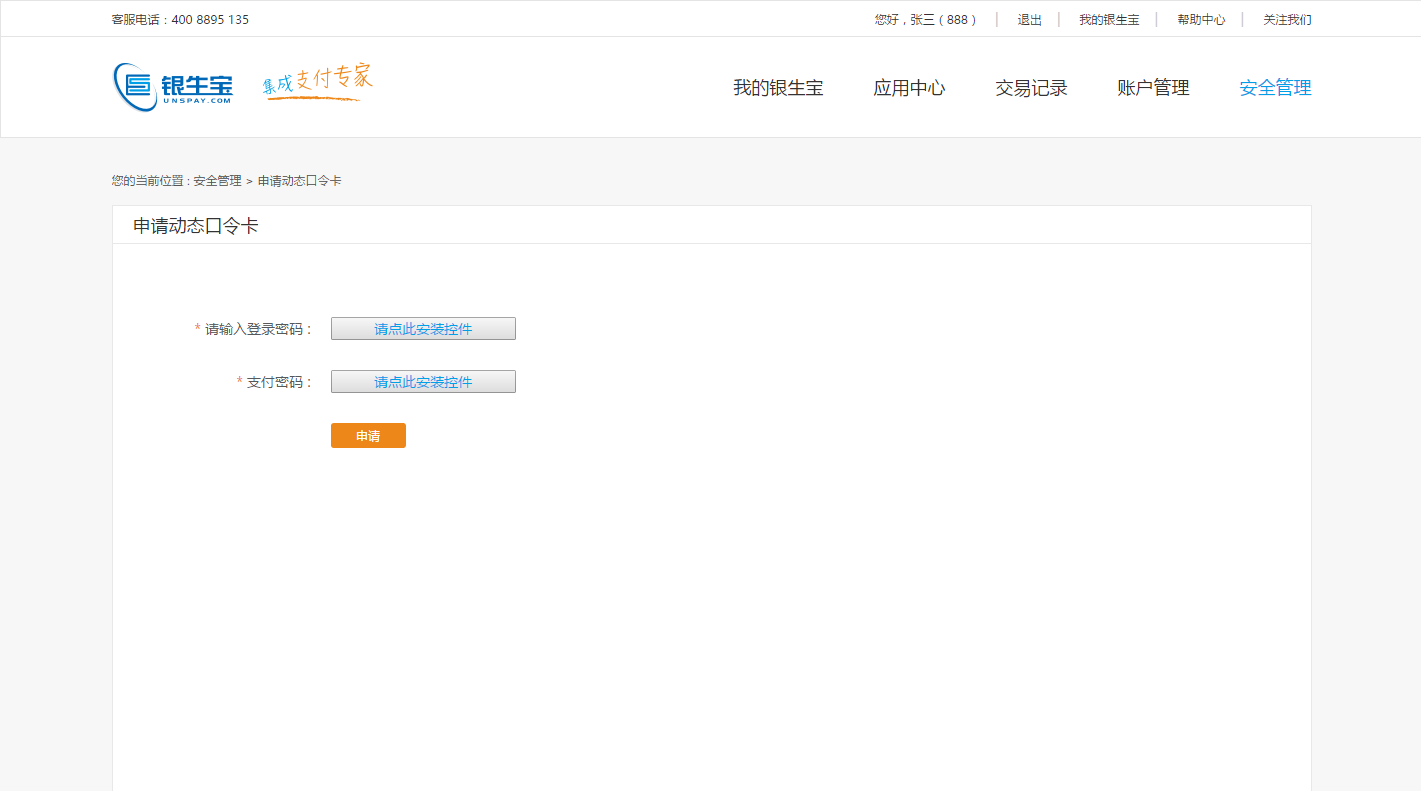 客服电话：400 8895 135
您好，张三（888） | 退出 | 我的银生宝 | 帮助中心 | 关注我们
银生宝
UNSPAY.COM
集成支付专家
我的银生宝 应用中心 交易记录 账户管理 安全管理
您的当前位置 : 安全管理 > 申请动态口令卡
申请动态口令卡
* 请输入登录密码： 请点此安装控件
* 支付密码： 请点此安装控件
申请